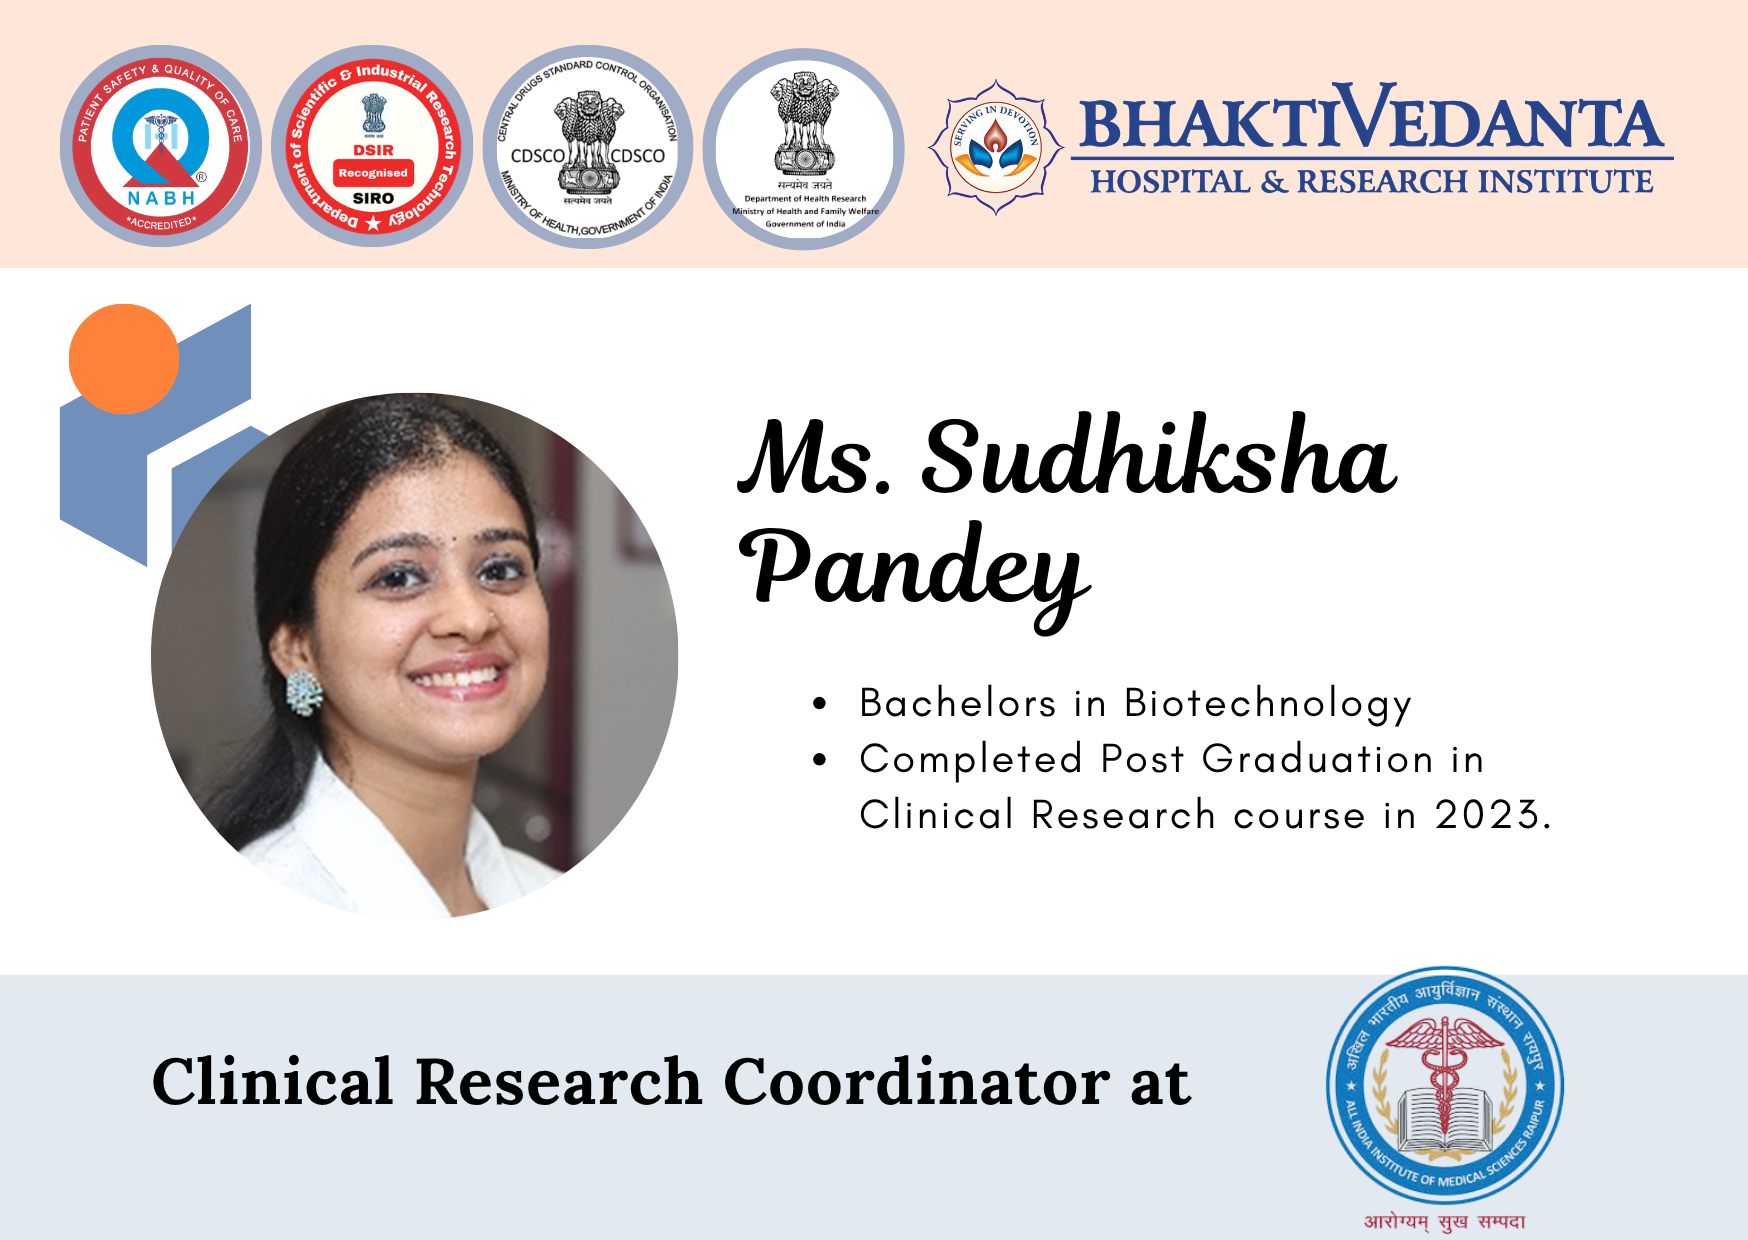 PATIENT SAFETY & QUALITY OF CARE
NABH
®
*ACCREDITED*
Department of Scientific & Industrial Research Technology
DSIR
Recognised
SIRO
CENTRAL DRUGS STANDARD CONTROL ORGANISATION
CDSCO CDSCO
सत्यमेव जयते
MINISTRY OF HEALTH,GOVERNMENT OF INDIA
सत्यमेव जयते
Department of Health Research
Ministry of Health and Family Welfare
Government of India
SERVING IN DEVOTION
BHAKTIVEDANTA
HOSPITAL & RESEARCH INSTITUTE
Ms. Sudhiksha
Pandey
• Bachelors in Biotechnology
• Completed Post Graduation in
Clinical Research course in 2023.
Clinical Research Coordinator at
अखिल भारतीय आयुर्विज्ञान संस्थान रायपुर
ALL INDIA INSTITUTE OF MEDICAL SCIENCES RAIPUR
आरोग्यम् सुख सम्पदा